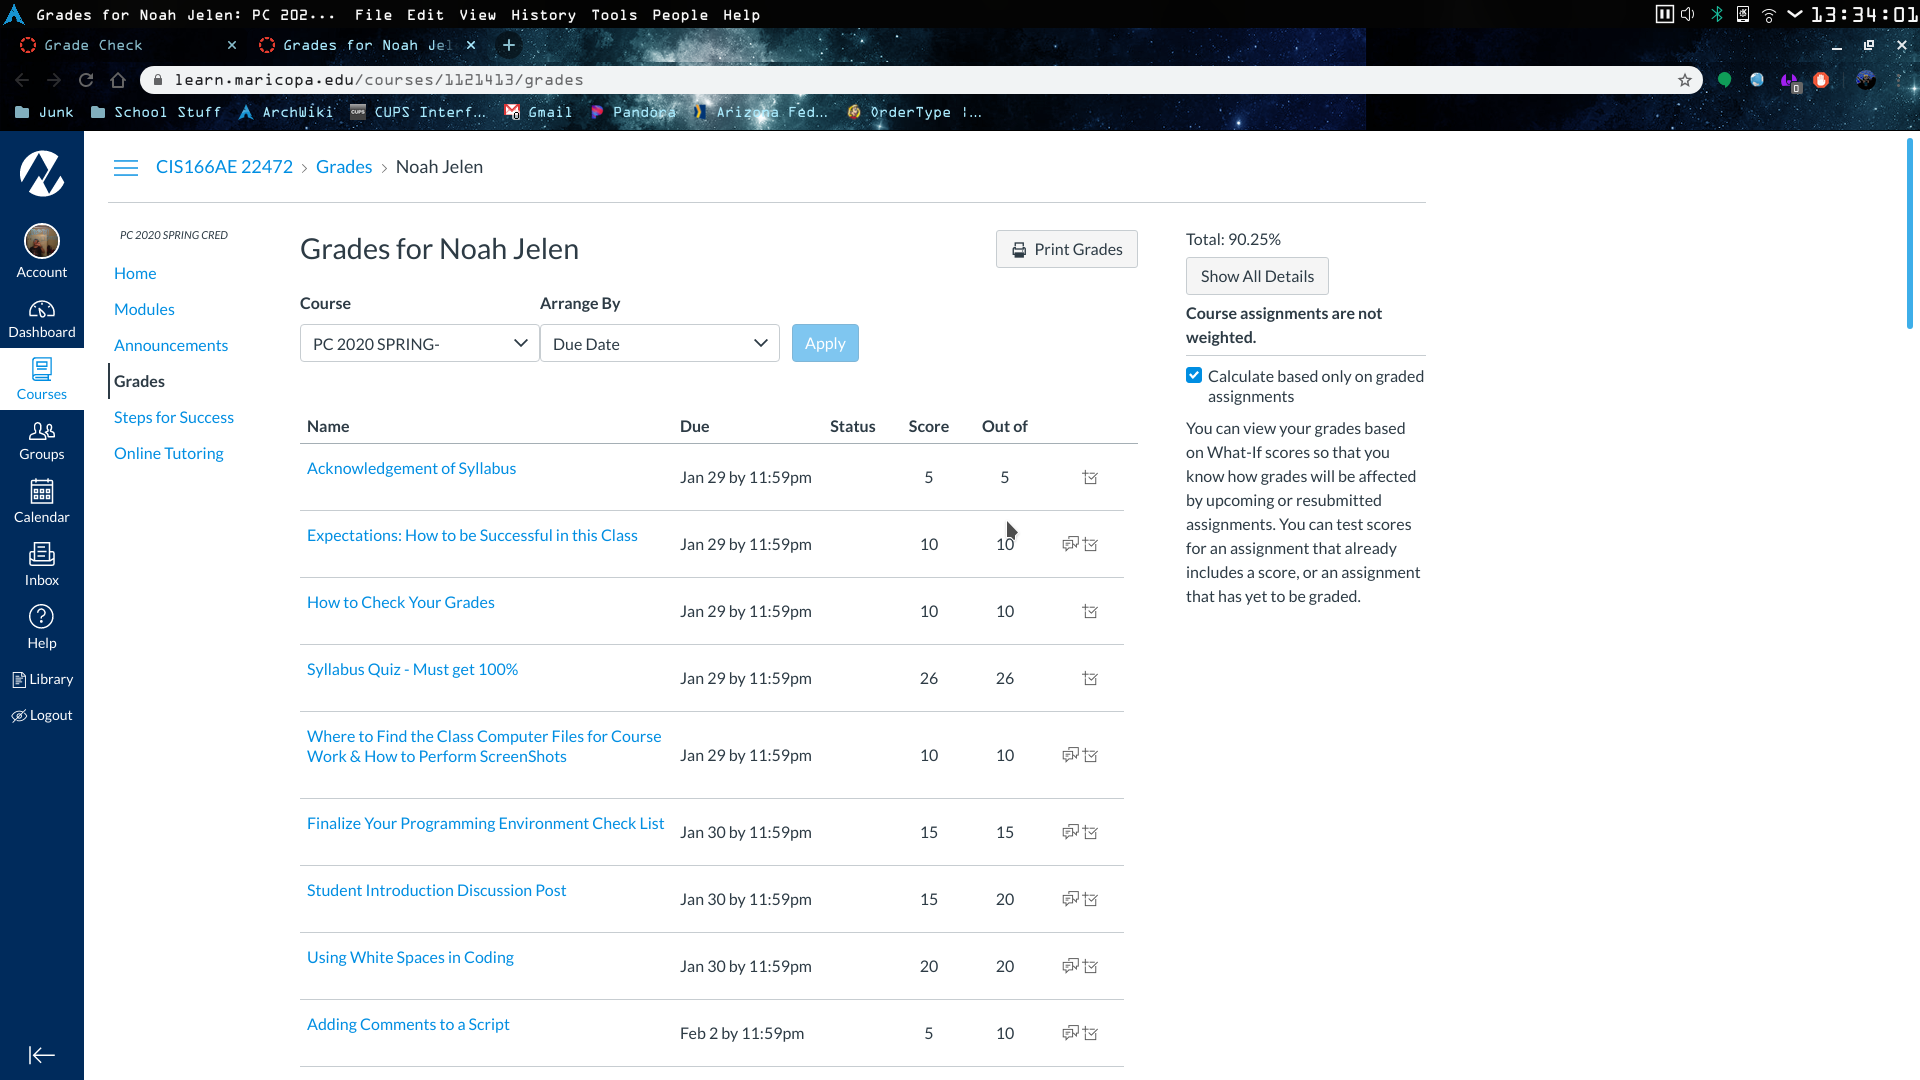 Grades for Noah Jelen: PC 202... File Edit View History Tools People Help
13:34:01
Grade Check
Grades for Noah Jel
learn.maricopa.edu/courses/1121413/grades
Junk School Stuff ArchWiki CUPS Interf... Gmail Pandora Arizona Fed... OrderType |...
CIS166AE 22472 › Grades › Noah Jelen
Account
Dashboard
Courses
Groups
Calendar
Inbox
Help
Library
Logout
PC 2020 SPRING CRED
Home
Modules
Announcements
Grades
Steps for Success
Online Tutoring
Grades for Noah Jelen
Print Grades
Course Arrange By
PC 2020 SPRING- Due Date Apply
Name Due Status Score Out of
Acknowledgement of Syllabus Jan 29 by 11:59pm 5 5
Expectations: How to be Successful in this Class Jan 29 by 11:59pm 10 10
How to Check Your Grades Jan 29 by 11:59pm 10 10
Syllabus Quiz - Must get 100% Jan 29 by 11:59pm 26 26
Where to Find the Class Computer Files for Course
Work & How to Perform ScreenShots Jan 29 by 11:59pm 10 10
Finalize Your Programming Environment Check List Jan 30 by 11:59pm 15 15
Student Introduction Discussion Post Jan 30 by 11:59pm 15 20
Using White Spaces in Coding Jan 30 by 11:59pm 20 20
Adding Comments to a Script Feb 2 by 11:59pm 5 10
Total: 90.25%
Show All Details
Course assignments are not
weighted.
Calculate based only on graded
assignments
You can view your grades based
on What-If scores so that you
know how grades will be affected
by upcoming or resubmitted
assignments. You can test scores
for an assignment that already
includes a score, or an assignment
that has yet to be graded.